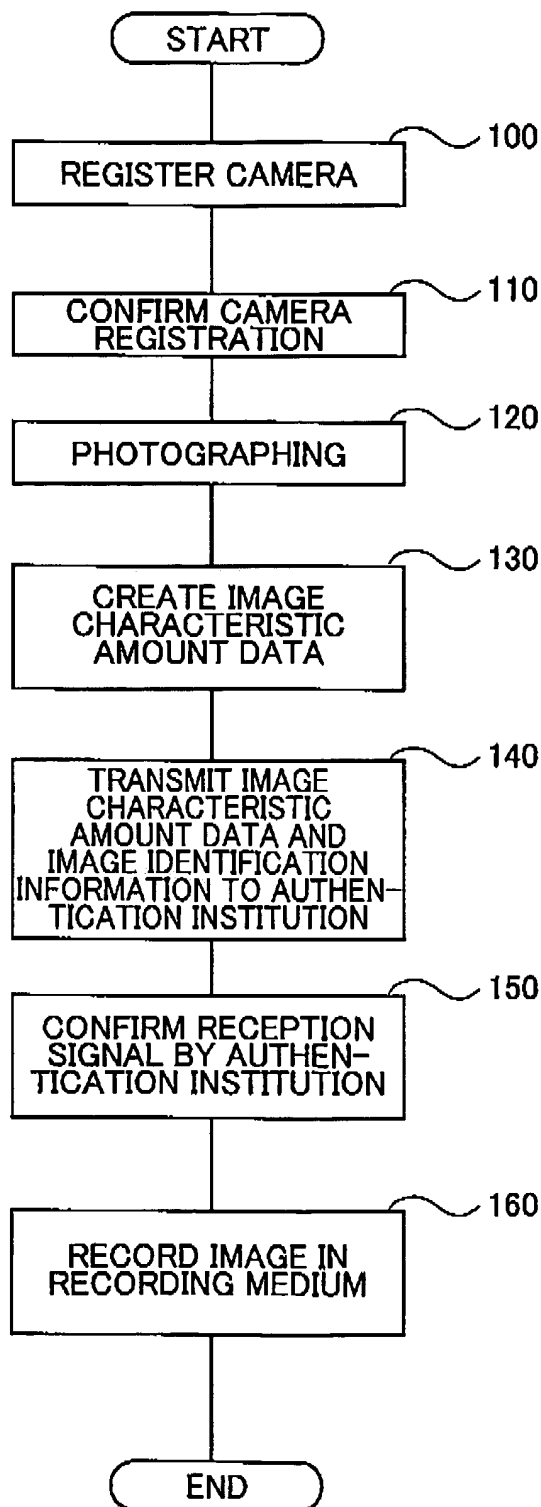 START
100
REGISTER CAMERA
110
CONFIRM CAMERA
REGISTRATION
120
PHOTOGRAPHING
130
CREATE IMAGE
CHARACTERISTIC
AMOUNT DATA
140
TRANSMIT IMAGE
CHARACTERISTIC
AMOUNT DATA AND
IMAGE IDENTIFICATION
INFORMATION TO AUTHEN-
TICATION INSTITUTION
150
CONFIRM RECEPTION
SIGNAL BY AUTHEN-
TICATION INSTITUTION
160
RECORD IMAGE IN
RECORDING MEDIUM
END